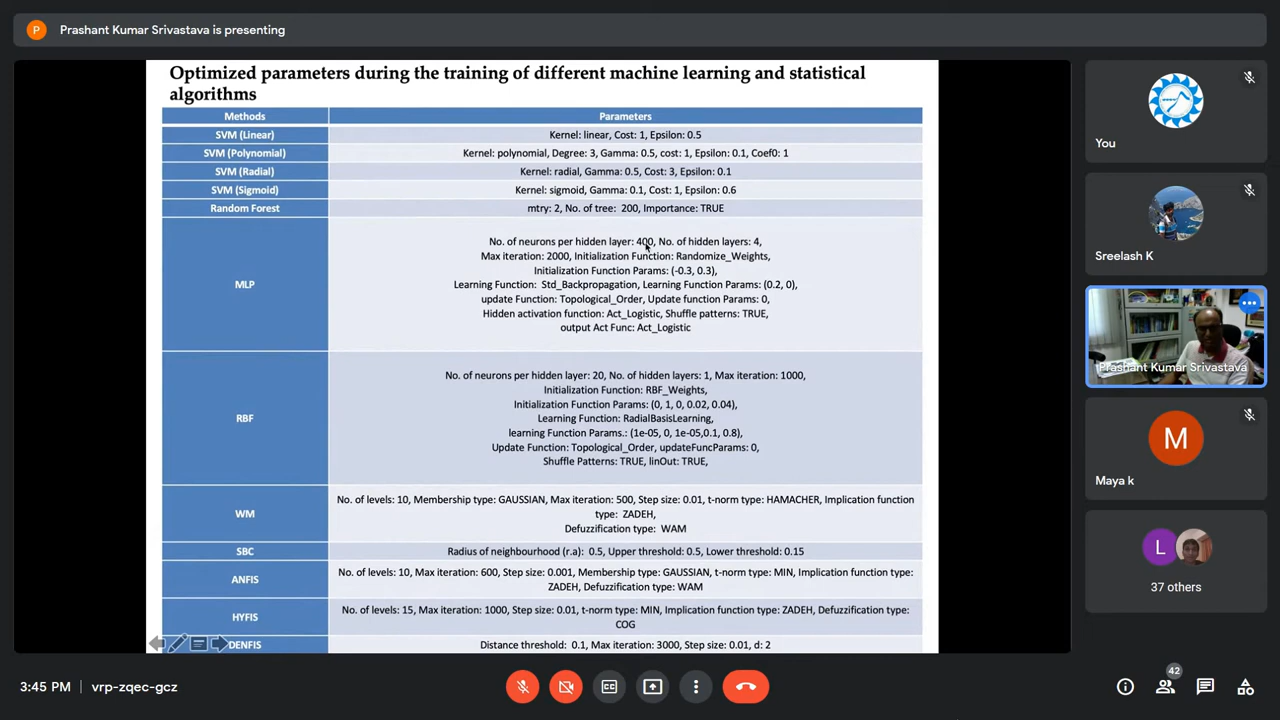 P
Prashant Kumar Srivastava is presenting
Optimized parameters during the training of different machine learning and statistical
algorithms
Methods
Parameters
SVM (Linear)
Kernel: linear, Cost: 1, Epsilon: 0.5
SVM (Polynomial)
Kernel: polynomial, Degree: 3, Gamma: 0.5, cost: 1, Epsilon: 0.1, Coef0: 1
SVM (Radial)
Kernel: radial, Gamma: 0.5, Cost: 3, Epsilon: 0.1
SVM (Sigmoid)
Kernel: sigmoid, Gamma: 0.1, Cost: 1, Epsilon: 0.6
Random Forest
mtry: 2, No. of tree: 200, Importance: TRUE
MLP
No. of neurons per hidden layer: 400, No. of hidden layers: 4,
Max iteration: 2000, Initialization Function: Randomize_Weights,
Initialization Function Params: (-0.3, 0.3),
Learning Function: Std_Backpropagation, Learning Function Params: (0.2, 0),
update Function: Topological_Order, Update function Params: 0,
Hidden activation function: Act_Logistic, Shuffle patterns: TRUE,
output Act Func: Act_Logistic
RBF
No. of neurons per hidden layer: 20, No. of hidden layers: 1, Max iteration: 1000,
Initialization Function: RBF_Weights,
Initialization Function Params: (0, 1, 0, 0.02, 0.04),
Learning Function: RadialBasisLearning,
learning Function Params.: (1e-05, 0, 1e-05,0.1, 0.8),
Update Function: Topological_Order, updateFuncParams: 0,
Shuffle Patterns: TRUE, linOut: TRUE,
WM
No. of levels: 10, Membership type: GAUSSIAN, Max iteration: 500, Step size: 0.01, t-norm type: HAMACHER, Implication function
type: ZADEH,
Defuzzification type: WAM
SBC
Radius of neighbourhood (r.a): 0.5, Upper threshold: 0.5, Lower threshold: 0.15
ANFIS
No. of levels: 10, Max iteration: 600, Step size: 0.001, Membership type: GAUSSIAN, t-norm type: MIN, Implication function type:
ZADEH, Defuzzification type: WAM
HYFIS
No. of levels: 15, Max iteration: 1000, Step size: 0.01, t-norm type: MIN, Implication function type: ZADEH, Defuzzification type:
COG
DENFIS
Distance threshold: 0.1, Max iteration: 3000, Step size: 0.01, d: 2
You
Sreelash K
Prashant Kumar Srivastava
M
Maya k
L
37 others
3:45 PM
vrp-zqec-gcz
CC
42